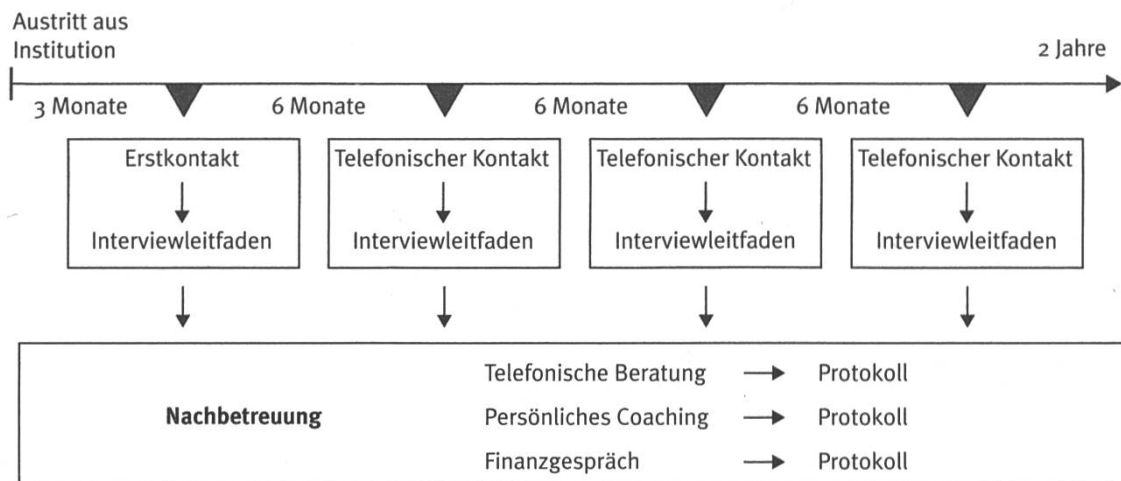 Austritt aus
Institution
2 Jahre
3 Monate
6 Monate
6 Monate
6 Monate
Erstkontakt
Interviewleitfaden
Telefonischer Kontakt
Interviewleitfaden
Telefonischer Kontakt
Interviewleitfaden
Telefonischer Kontakt
Interviewleitfaden
Nachbetreuung
Telefonische Beratung → Protokoll
Persönliches Coaching → Protokoll
Finanzgespräch → Protokoll